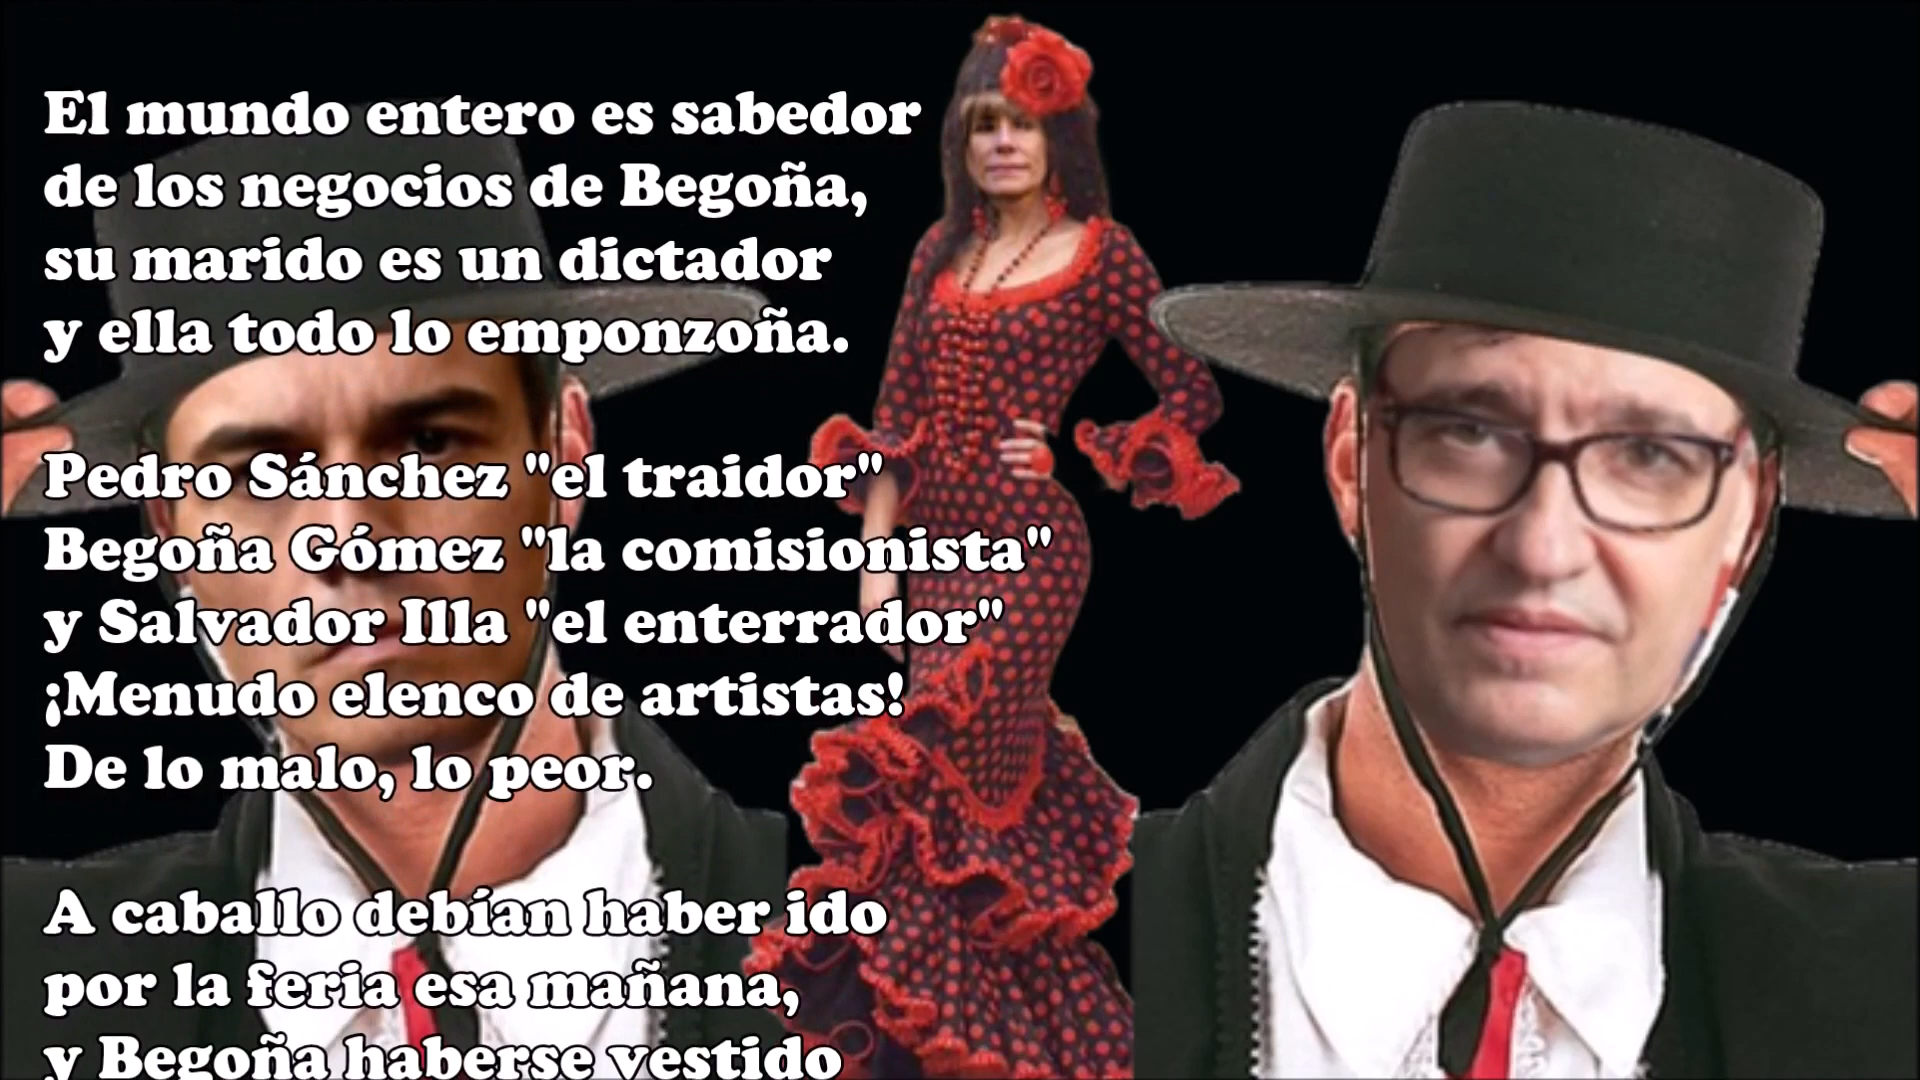 El mundo entero es sabedor
de los negocios de Begoña,
su marido es un dictador
y ella todo lo emponzoña.
Pedro Sánchez "el traidor"
Begoña Gómez "la comisionista"
y Salvador Illa "el enterrador"
¡Menudo elenco de artistas!
De lo malo, lo peor.
A caballo debían haber ido
por la feria esa mañana,
y Begoña haberse vestido